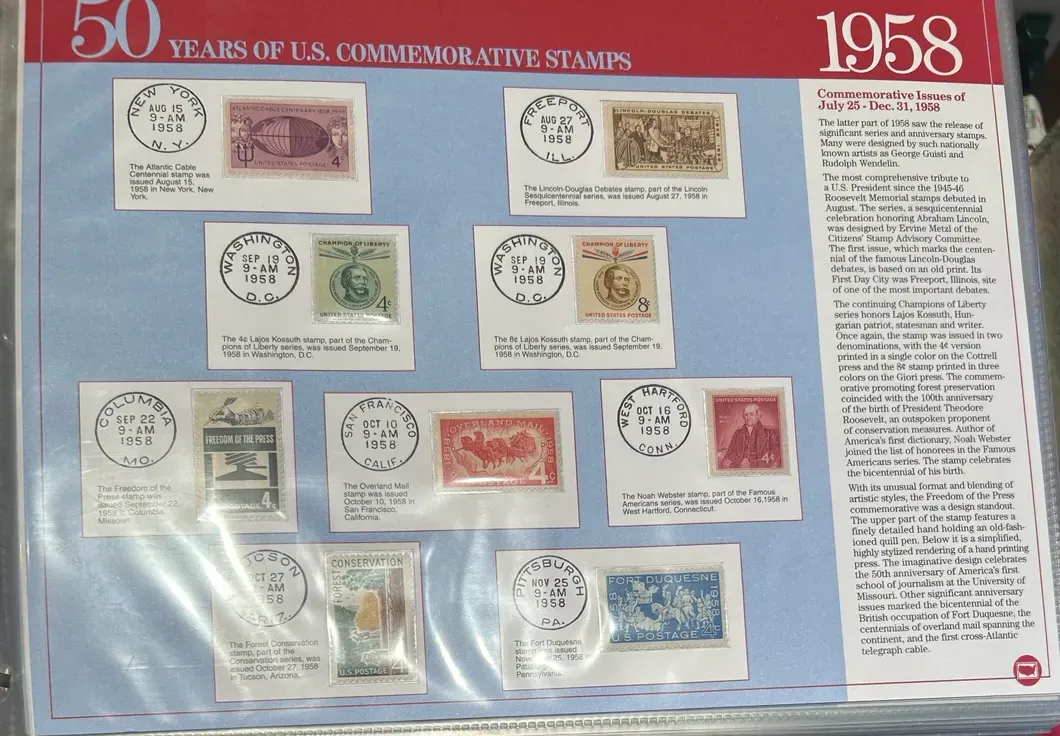 50 YEARS OF U.S. COMMEMORATIVE STAMPS
1958
NEW YORK
AUG 15
9-AM
1958
N.Y.
ATLANTIC CABLE CENTENARY 1858-1958
UNITED STATES POSTAGE 4¢
The Atlantic Cable
Centennial stamp was
issued August 15,
1958 in New York, New
York.
FREEPORT
AUG 27
9-AM
1958
ILL.
LINCOLN-DOUGLAS DEBATES
UNITED STATES POSTAGE
The Lincoln-Douglas Debates stamp, part of the Lincoln
Sesquicentennial series, was issued August 27, 1958 in
Freeport, Illinois.
WASHINGTON
SEP 19
9-AM
1958
D.C.
CHAMPION OF LIBERTY
4¢
UNITED STATES POSTAGE
The 4¢ Lajos Kossuth stamp, part of the Cham-
pions of Liberty series, was issued September 19,
1958 in Washington, D.C.
WASHINGTON
SEP 19
9-AM
1958
D.C.
CHAMPION OF LIBERTY
8¢
UNITED STATES POSTAGE
The 8¢ Lajos Kossuth stamp, part of the Cham-
pions of Liberty series, was issued September 19,
1958 in Washington, D.C.
COLUMBIA
SEP 22
9-AM
1958
MO.
FREEDOM OF THE PRESS
POSTAGE 4¢
The Freedom of the
Press stamp was
issued September 22,
1958 in Columbia,
Missouri.
SAN FRANCISCO
OCT 10
9-AM
1958
CALIF.
OVERLAND MAIL
1858
1958
POSTAGE 4¢
The Overland Mail
stamp was issued
October 10, 1958 in
San Francisco,
California.
WEST HARTFORD
OCT 16
9-AM
1958
CONN.
UNITED STATES POSTAGE
4¢
The Noah Webster stamp, part of the Famous
Americans series, was issued October 16, 1958 in
West Hartford, Connecticut.
UCSON
OCT 27
-AM
58
RIZ.
FOREST
CONSERVATION
U.S. POSTAGE 4
The Forest Conservation
stamp, part of the
Conservation series, was
issued October 27, 1958
in Tucson, Arizona.
PITTSBURGH
NOV 25
9-AM
1958
PA.
FORT DUQUESNE
1958
U.S. POSTAGE 4¢
The Fort Duquesne
stamp was issued
November 25, 1958
Pittsburgh
Pennsylvania.
Commemorative Issues of
July 25 - Dec. 31, 1958
The latter part of 1958 saw the release of
significant series and anniversary stamps.
Many were designed by such nationally
known artists as George Guisti and
Rudolph Wendelin.
The most comprehensive tribute to
a U.S. President since the 1945-46
Roosevelt Memorial stamps debuted in
August. The series, a sesquicentennial
celebration honoring Abraham Lincoln,
was designed by Ervine Metzl of the
Citizens' Stamp Advisory Committee.
The first issue, which marks the centen-
nial of the famous Lincoln-Douglas
debates, is based on an old print. Its
First Day City was Freeport, Illinois, site
of one of the most important debates.
The continuing Champions of Liberty
series honors Lajos Kossuth, Hun-
garian patriot, statesman and writer.
Once again, the stamp was issued in two
denominations, with the 4¢ version
printed in a single color on the Cottrell
press and the 8¢ stamp printed in three
colors on the Giori press. The commem-
orative promoting forest preservation
coincided with the 100th anniversary
of the birth of President Theodore
Roosevelt, an outspoken proponent
of conservation measures. Author of
America's first dictionary, Noah Webster
joined the list of honorees in the Famous
Americans series. The stamp celebrates
the bicentennial of his birth.
With its unusual format and blending of
artistic styles, the Freedom of the Press
commemorative was a design standout.
The upper part of the stamp features a
finely detailed hand holding an old-fash-
ioned quill pen. Below it is a simplified,
highly stylized rendering of a hand printing
press. The imaginative design celebrates
the 50th anniversary of America's first
school of journalism at the University of
Missouri. Other significant anniversary
issues marked the bicentennial of the
British occupation of Fort Duquesne, the
centennials of overland mail spanning the
continent, and the first cross-Atlantic
telegraph cable.